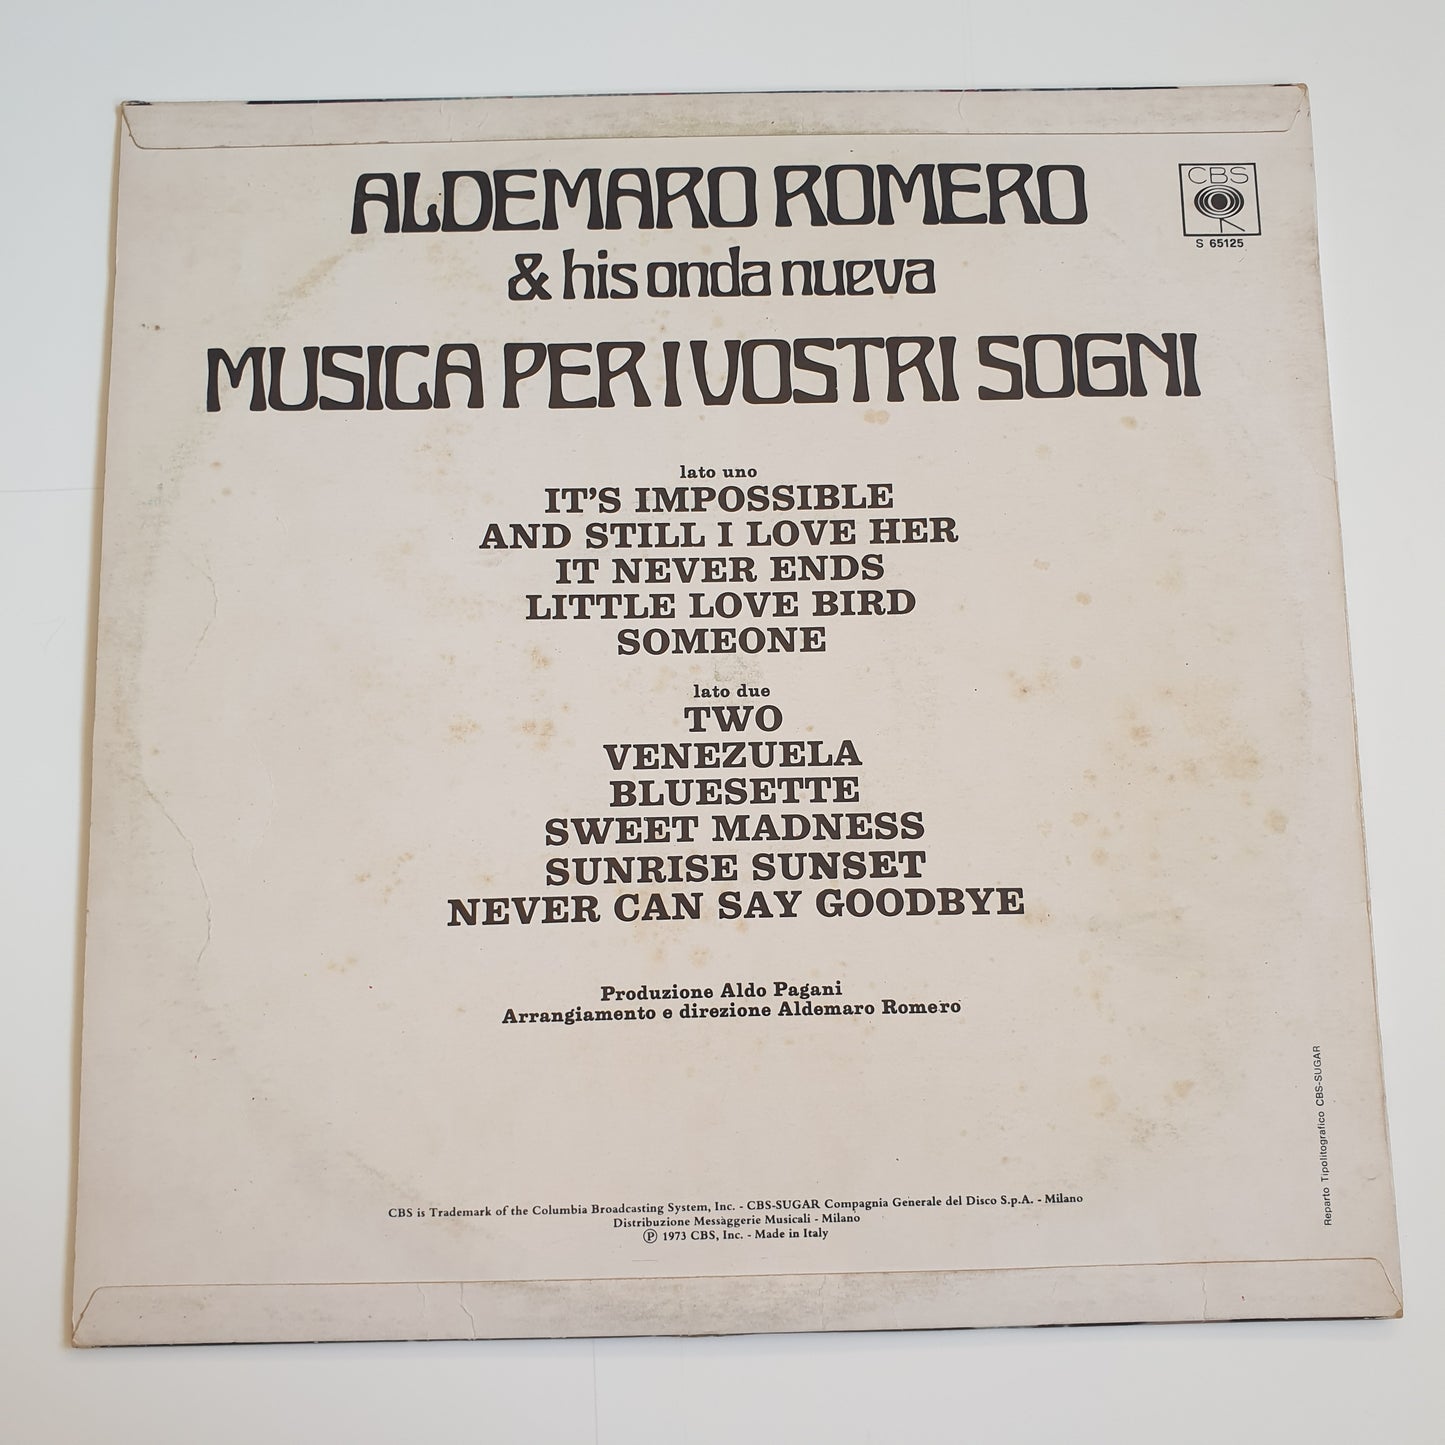 ALDEMARO ROMERO
& his onda nueva
MUSICA PER I VOSTRI SOGNI
CBS
S 65125
lato uno
IT'S IMPOSSIBLE
AND STILL I LOVE HER
IT NEVER ENDS
LITTLE LOVE BIRD
SOMEONE
lato due
TWO
VENEZUELA
BLUESETTE
SWEET MADNESS
SUNRISE SUNSET
NEVER CAN SAY GOODBYE
Produzione Aldo Pagani
Arrangiamento e direzione Aldemaro Romero
Reparto Tipolitografico CBS-SUGAR
CBS is Trademark of the Columbia Broadcasting System, Inc. - CBS-SUGAR Compagnia Generale del Disco S.p.A. - Milano
Distribuzione Messaggerie Musicali - Milano
Ⓟ 1973 CBS, Inc. - Made in Italy